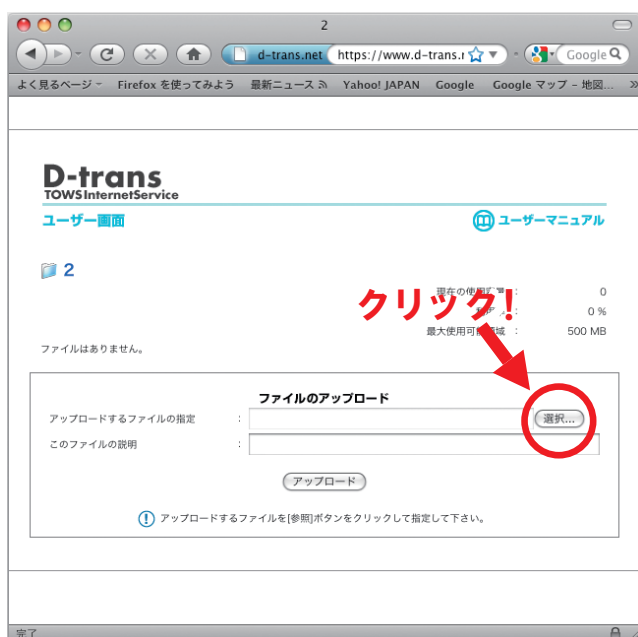 2
d-trans.net https://www.d-trans.r Google
よく見るページ Firefox を使ってみよう 最新ニュース Yahoo! JAPAN Google Google マップ - 地図... »
D-trans
TOWS InternetService
ユーザー画面 ユーザーマニュアル
2
現在の使用 : 0
クリック!
: 0 %
最大使用可 域 : 500 MB
ファイルはありません。
ファイルのアップロード
アップロードするファイルの指定 : 選択...
このファイルの説明 :
アップロード
アップロードするファイルを[参照]ボタンをクリックして指定して下さい。
完了